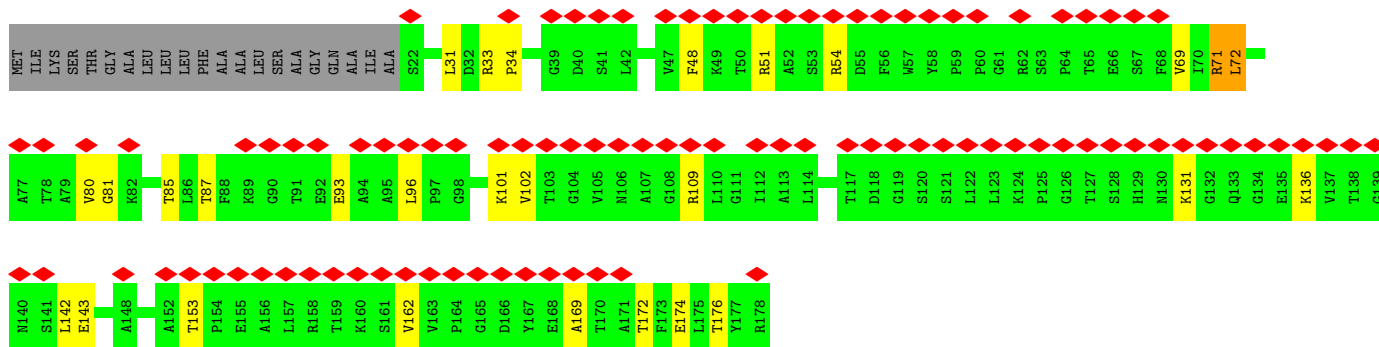 MET ILE LYS SER THR GLY ALA LEU LEU LEU PHE ALA ALA LEU SER ALA GLY GLN ALA ILE ALA S22 L31 D32 R33 P34 G39 D40 S41 L42 V47 F48 K49 T50 R51 A52 S53 R54 D55 F56 W57 Y58 P59 P60 G61 R62 S63 P64 T65 E66 S67 F68 V69 I70 R71 L72
A77 T78 A79 V80 G81 K82 T85 L86 T87 F88 K89 G90 T91 E92 E93 A94 A95 L96 P97 G98 K101 V102 T103 G104 V105 N106 A107 G108 R109 L110 G111 I112 A113 L114 T117 D118 G119 S120 S121 L122 L123 K124 P125 G126 T127 S128 H129 N130 K131 G132 Q133 G134 E135 K136 V137 T138 G139
N140 S141 L142 E143 A148 A152 T153 P154 E155 A156 L157 R158 T159 K160 S161 V162 V163 P164 G165 D166 Y167 E168 A169 T170 A171 T172 F173 E174 L175 T176 Y177 R178